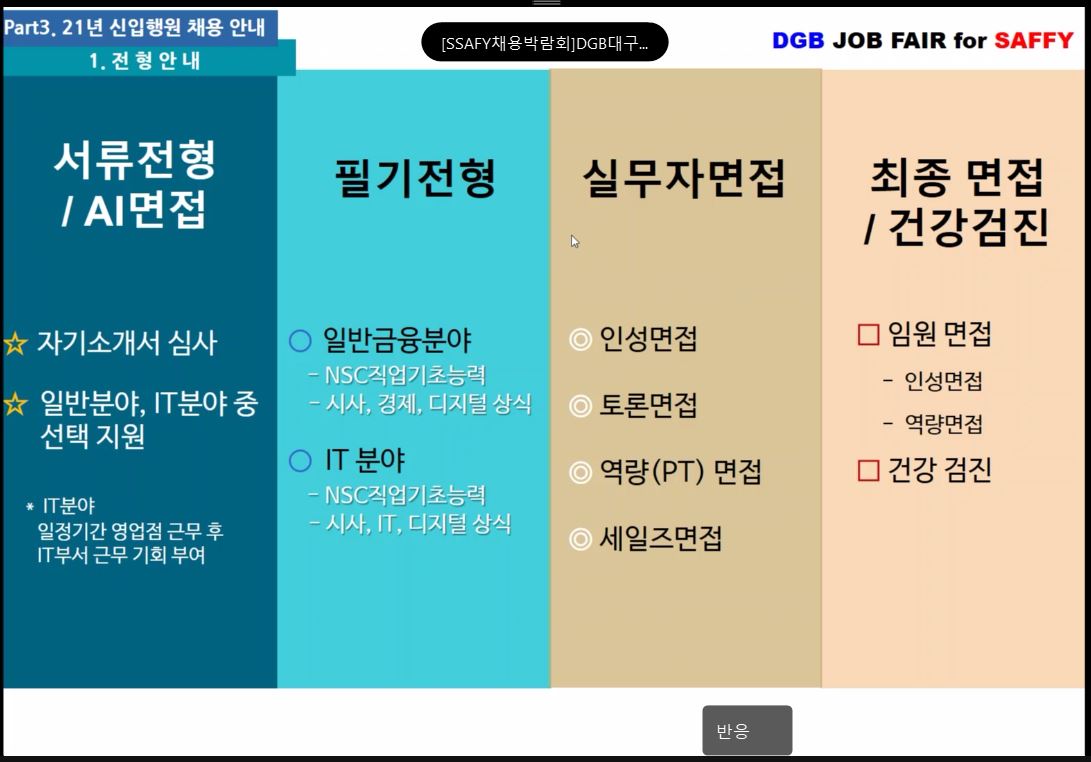 Part3. 21년 신입행원 채용 안내
1. 전 형 안 내
[SSAFY채용박람회]DGB대구...
DGB JOB FAIR for SAFFY
서류전형
/ AI면접
☆ 자기소개서 심사
☆ 일반분야, IT분야 중
선택 지원
* IT분야
일정기간 영업점 근무 후
IT부서 근무 기회 부여
필기전형
○ 일반금융분야
- NSC직업기초능력
- 시사, 경제, 디지털 상식
○ IT 분야
- NSC직업기초능력
- 시사, IT, 디지털 상식
실무자면접
◎ 인성면접
◎ 토론면접
◎ 역량(PT) 면접
◎ 세일즈면접
최종 면접
/ 건강검진
□ 임원 면접
- 인성면접
- 역량면접
□ 건강 검진
반응